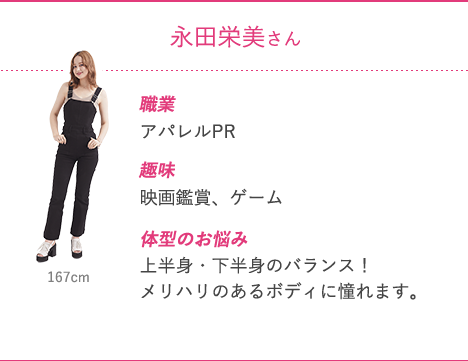 永田栄美さん
職業
アパレルPR
趣味
映画鑑賞、ゲーム
体型のお悩み
上半身・下半身のバランス！
メリハリのあるボディに憧れます。
167cm